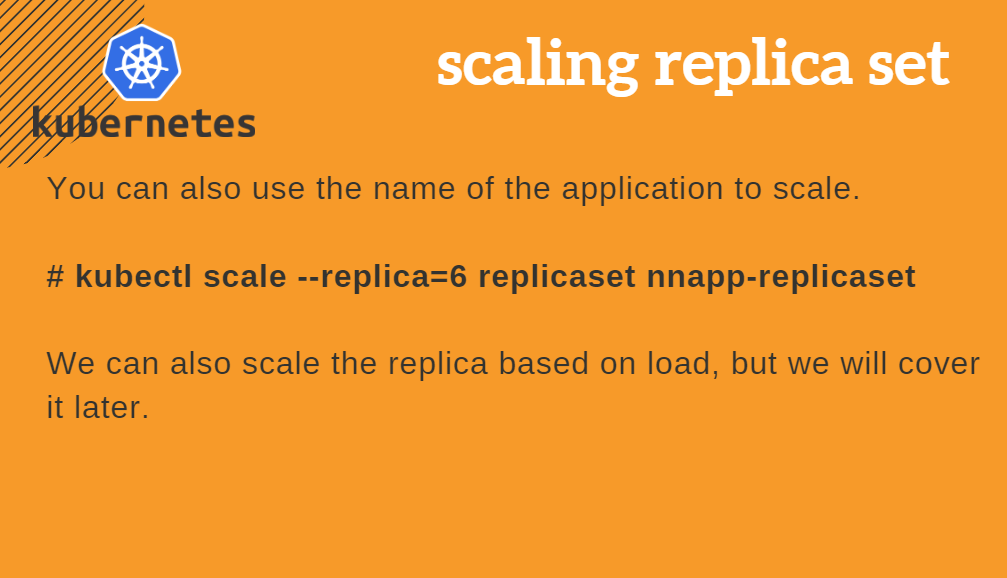 scaling replica set
kubernetes
You can also use the name of the application to scale.
# kubectl scale --replica=6 replicaset nnapp-replicaset
We can also scale the replica based on load, but we will cover
it later.